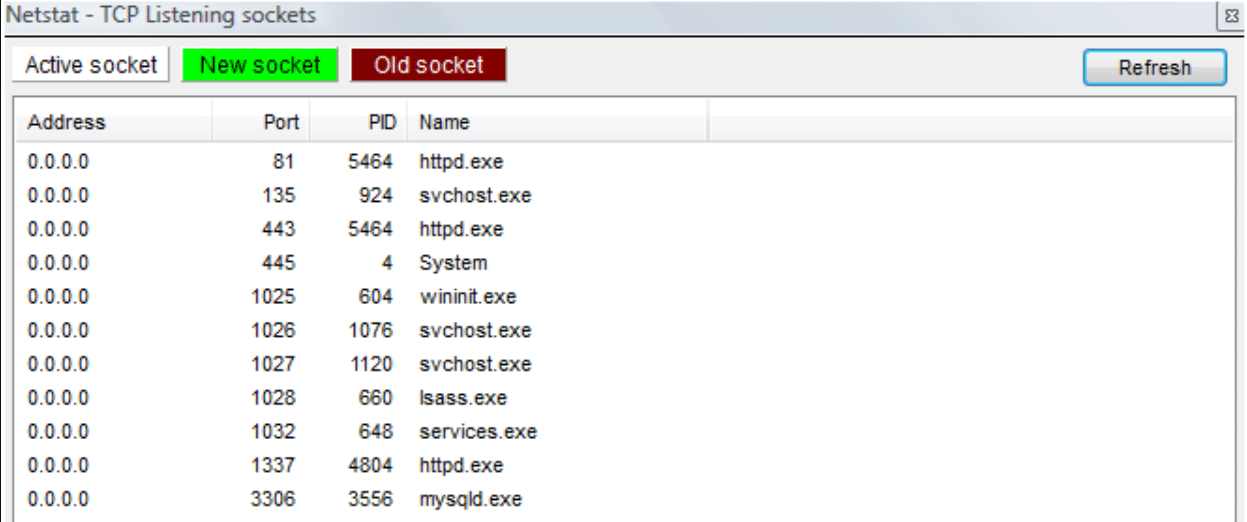 Netstat - TCP Listening sockets
Active socket New socket Old socket Refresh
Address Port PID Name
0.0.0.0 81 5464 httpd.exe
0.0.0.0 135 924 svchost.exe
0.0.0.0 443 5464 httpd.exe
0.0.0.0 445 4 System
0.0.0.0 1025 604 wininit.exe
0.0.0.0 1026 1076 svchost.exe
0.0.0.0 1027 1120 svchost.exe
0.0.0.0 1028 660 lsass.exe
0.0.0.0 1032 648 services.exe
0.0.0.0 1337 4804 httpd.exe
0.0.0.0 3306 3556 mysqld.exe